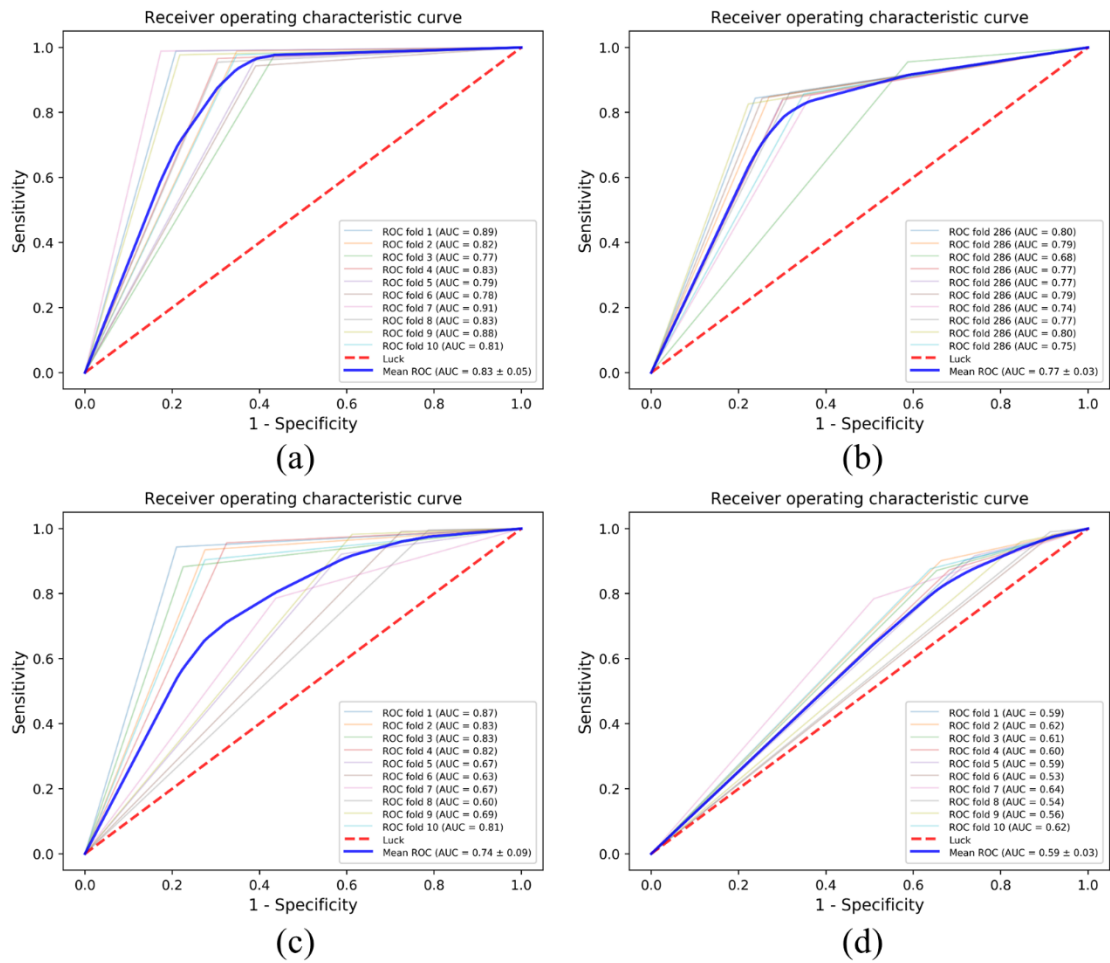 Receiver operating characteristic curve
1.0
0.8
0.6
0.4
0.2
0.0
Sensitivity
ROC fold 1 (AUC = 0.89)
ROC fold 2 (AUC = 0.82)
ROC fold 3 (AUC = 0.77)
ROC fold 4 (AUC = 0.83)
ROC fold 5 (AUC = 0.79)
ROC fold 6 (AUC = 0.78)
ROC fold 7 (AUC = 0.91)
ROC fold 8 (AUC = 0.83)
ROC fold 9 (AUC = 0.88)
ROC fold 10 (AUC = 0.81)
Luck
Mean ROC (AUC = 0.83 ± 0.05)
0.0 0.2 0.4 0.6 0.8 1.0
1 - Specificity
(a)
Receiver operating characteristic curve
1.0
0.8
0.6
0.4
0.2
0.0
Sensitivity
ROC fold 286 (AUC = 0.80)
ROC fold 286 (AUC = 0.79)
ROC fold 286 (AUC = 0.68)
ROC fold 286 (AUC = 0.77)
ROC fold 286 (AUC = 0.77)
ROC fold 286 (AUC = 0.79)
ROC fold 286 (AUC = 0.74)
ROC fold 286 (AUC = 0.77)
ROC fold 286 (AUC = 0.80)
ROC fold 286 (AUC = 0.75)
Luck
Mean ROC (AUC = 0.77 ± 0.03)
0.0 0.2 0.4 0.6 0.8 1.0
1 - Specificity
(b)
Receiver operating characteristic curve
1.0
0.8
0.6
0.4
0.2
0.0
Sensitivity
ROC fold 1 (AUC = 0.87)
ROC fold 2 (AUC = 0.83)
ROC fold 3 (AUC = 0.83)
ROC fold 4 (AUC = 0.82)
ROC fold 5 (AUC = 0.67)
ROC fold 6 (AUC = 0.63)
ROC fold 7 (AUC = 0.67)
ROC fold 8 (AUC = 0.60)
ROC fold 9 (AUC = 0.69)
ROC fold 10 (AUC = 0.81)
Luck
Mean ROC (AUC = 0.74 ± 0.09)
0.0 0.2 0.4 0.6 0.8 1.0
1 - Specificity
(c)
Receiver operating characteristic curve
1.0
0.8
0.6
0.4
0.2
0.0
Sensitivity
ROC fold 1 (AUC = 0.59)
ROC fold 2 (AUC = 0.62)
ROC fold 3 (AUC = 0.61)
ROC fold 4 (AUC = 0.60)
ROC fold 5 (AUC = 0.59)
ROC fold 6 (AUC = 0.53)
ROC fold 7 (AUC = 0.64)
ROC fold 8 (AUC = 0.54)
ROC fold 9 (AUC = 0.56)
ROC fold 10 (AUC = 0.62)
Luck
Mean ROC (AUC = 0.59 ± 0.03)
0.0 0.2 0.4 0.6 0.8 1.0
1 - Specificity
(d)